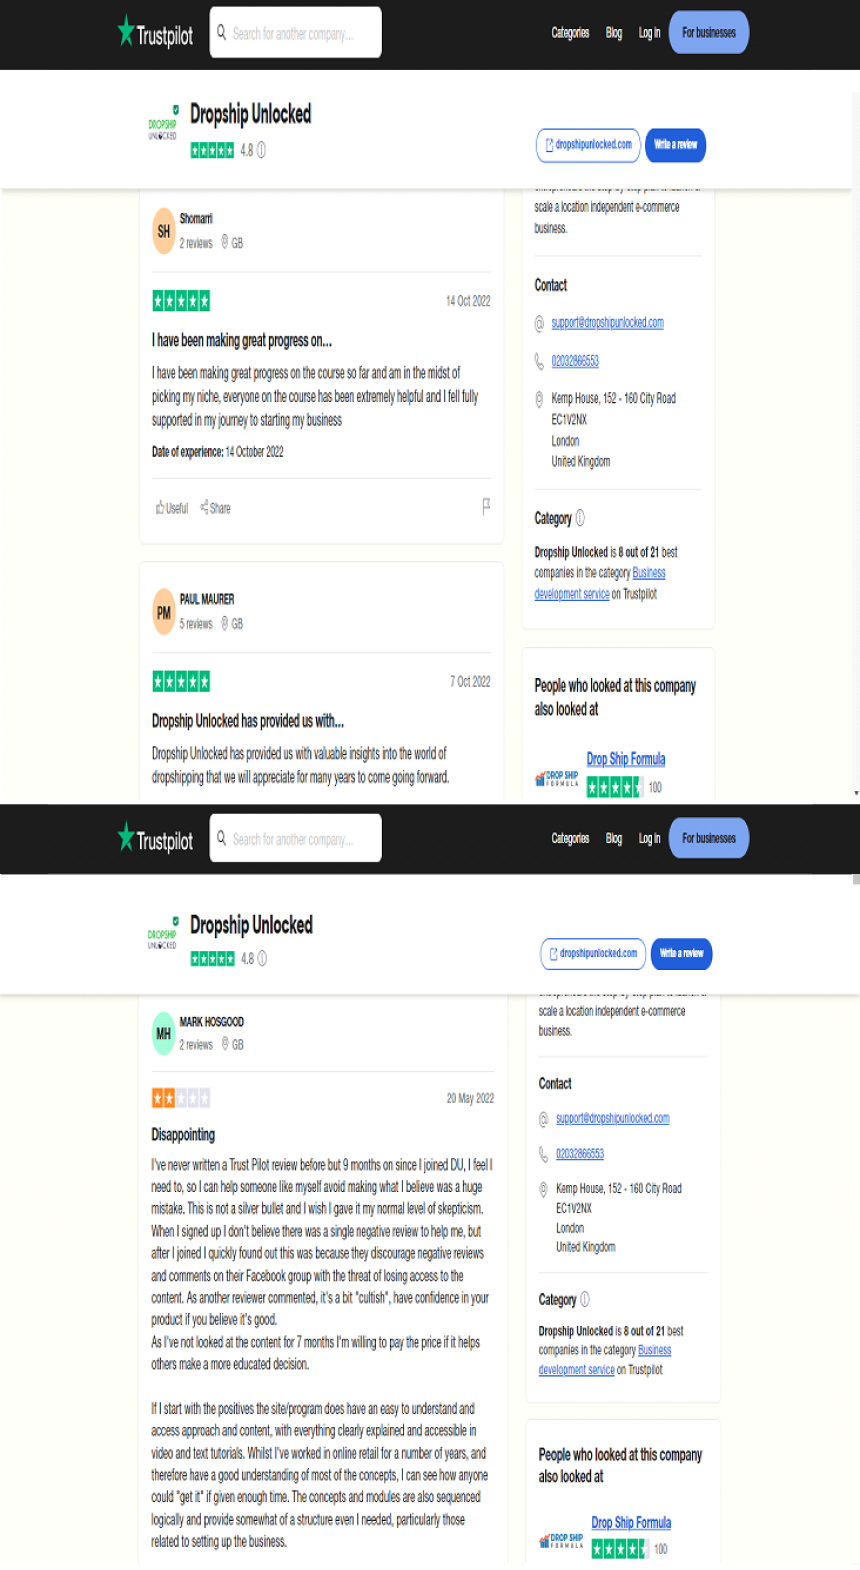 Trustpilot
Search for another company...
Categories Blog Log in For businesses
DROPSHIP
UNLOCKED
Dropship Unlocked
4.8
dropshipunlocked.com
Write a review
SH
Shomarri
2 reviews GB
14 Oct 2022
I have been making great progress on...
I have been making great progress on the course so far and am in the midst of
picking my niche, everyone on the course has been extremely helpful and I fell fully
supported in my journey to starting my business
Date of experience: 14 October 2022
Useful Share
PM
PAUL MAURER
5 reviews GB
7 Oct 2022
Dropship Unlocked has provided us with...
Dropship Unlocked has provided us with valuable insights into the world of
dropshipping that we will appreciate for many years to come going forward.
scale a location independent e-commerce
business.
Contact
support@dropshipunlocked.com
02032866553
Kemp House, 152 - 160 City Road
EC1V2NX
London
United Kingdom
Category
Dropship Unlocked is 8 out of 21 best
companies in the category Business
development service on Trustpilot
People who looked at this company
also looked at
DROP SHIP
FORMULA
Drop Ship Formula
100
Trustpilot
Search for another company...
Categories Blog Log in For businesses
DROPSHIP
UNLOCKED
Dropship Unlocked
4.8
dropshipunlocked.com
Write a review
MH
MARK HOSGOOD
2 reviews GB
20 May 2022
Disappointing
I've never written a Trust Pilot review before but 9 months on since I joined DU, I feel I
need to, so I can help someone like myself avoid making what I believe was a huge
mistake. This is not a silver bullet and I wish I gave it my normal level of skepticism.
When I signed up I don't believe there was a single negative review to help me, but
after I joined I quickly found out this was because they discourage negative reviews
and comments on their Facebook group with the threat of losing access to the
content. As another reviewer commented, it's a bit "cultish", have confidence in your
product if you believe it's good.
As I've not looked at the content for 7 months I'm willing to pay the price if it helps
others make a more educated decision.
If I start with the positives the site/program does have an easy to understand and
access approach and content, with everything clearly explained and accessible in
video and text tutorials. Whilst I've worked in online retail for a number of years, and
therefore have a good understanding of most of the concepts, I can see how anyone
could "get it" if given enough time. The concepts and modules are also sequenced
logically and provide somewhat of a structure even I needed, particularly those
related to setting up the business.
scale a location independent e-commerce
business.
Contact
support@dropshipunlocked.com
02032866553
Kemp House, 152 - 160 City Road
EC1V2NX
London
United Kingdom
Category
Dropship Unlocked is 8 out of 21 best
companies in the category Business
development service on Trustpilot
People who looked at this company
also looked at
DROP SHIP
FORMULA
Drop Ship Formula
100